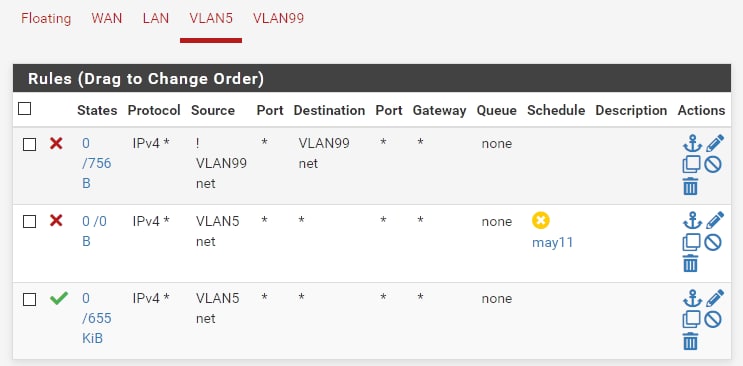 Floating WAN LAN VLAN5 VLAN99
Rules (Drag to Change Order)
States Protocol Source Port Destination Port Gateway Queue Schedule Description Actions
0 IPv4 * ! * VLAN99 * * none
/756 VLAN99 net
B net
0 /0 IPv4 * VLAN5 * * * * none
B net may11
0 IPv4 * VLAN5 * * * * none
/655 net
KiB